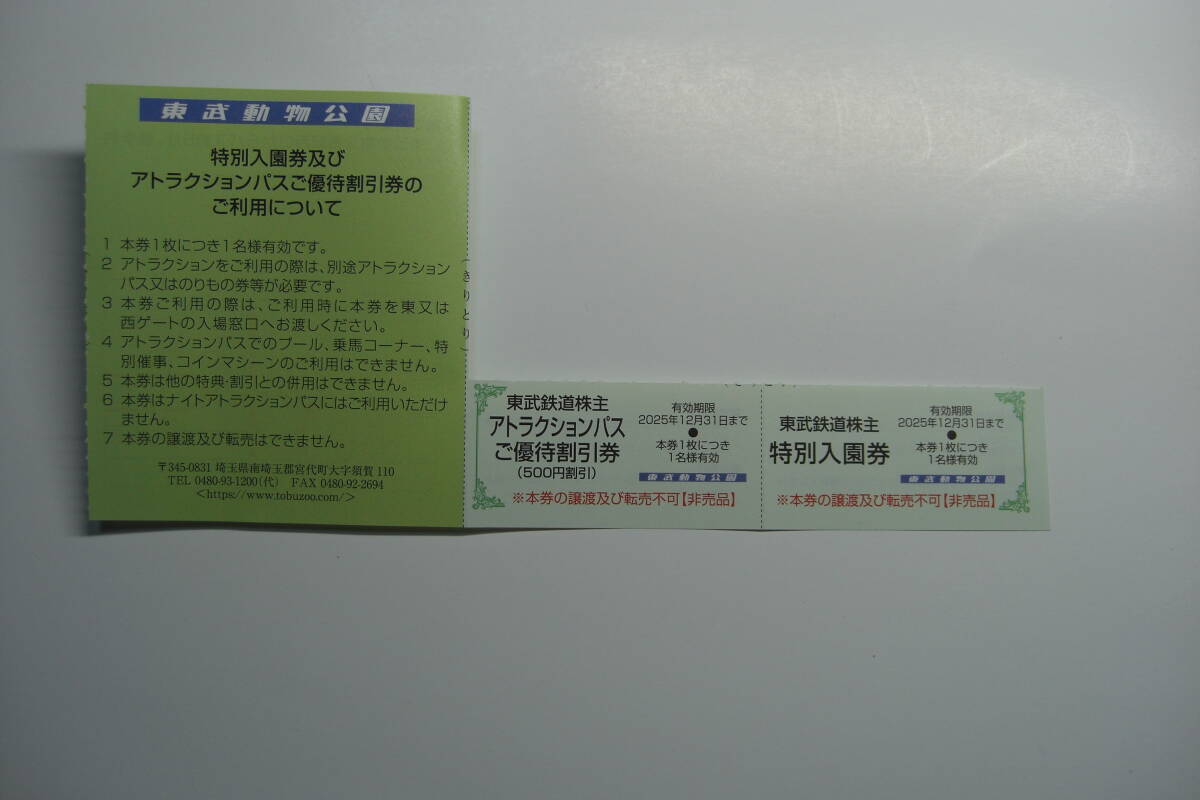 東武動物公園
特別入園券及び
アトラクションパスご優待割引券の
ご利用について
1 本券1枚につき1名様有効です。
2 アトラクションをご利用の際は、別途アトラクション
パス又はのりもの券等が必要です。
3 本券ご利用の際は、ご利用時に本券を東又は
西ゲートの入場窓口へお渡しください。
4 アトラクションパスでのプール、乗馬コーナー、特
別催事、コインマシーンのご利用はできません。
5 本券は他の特典・割引との併用はできません。
6 本券はナイトアトラクションパスにはご利用いただけ
ません。
7 本券の譲渡及び転売はできません。
〒345-0831 埼玉県南埼玉郡宮代町大字須賀 110
TEL 0480-93-1200(代) FAX 0480-92-2694
<https://www.tobuzoo.com/>
(きりとり)
東武鉄道株主
アトラクションパス
ご優待割引券
(500円割引)
有効期限
2025年12月31日まで
●
本券1枚につき
1名様有効
東武動物公園
※本券の譲渡及び転売不可【非売品】
東武鉄道株主
特別入園券
有効期限
2025年12月31日まで
●
本券1枚につき
1名様有効
東武動物公園
※本券の譲渡及び転売不可【非売品】